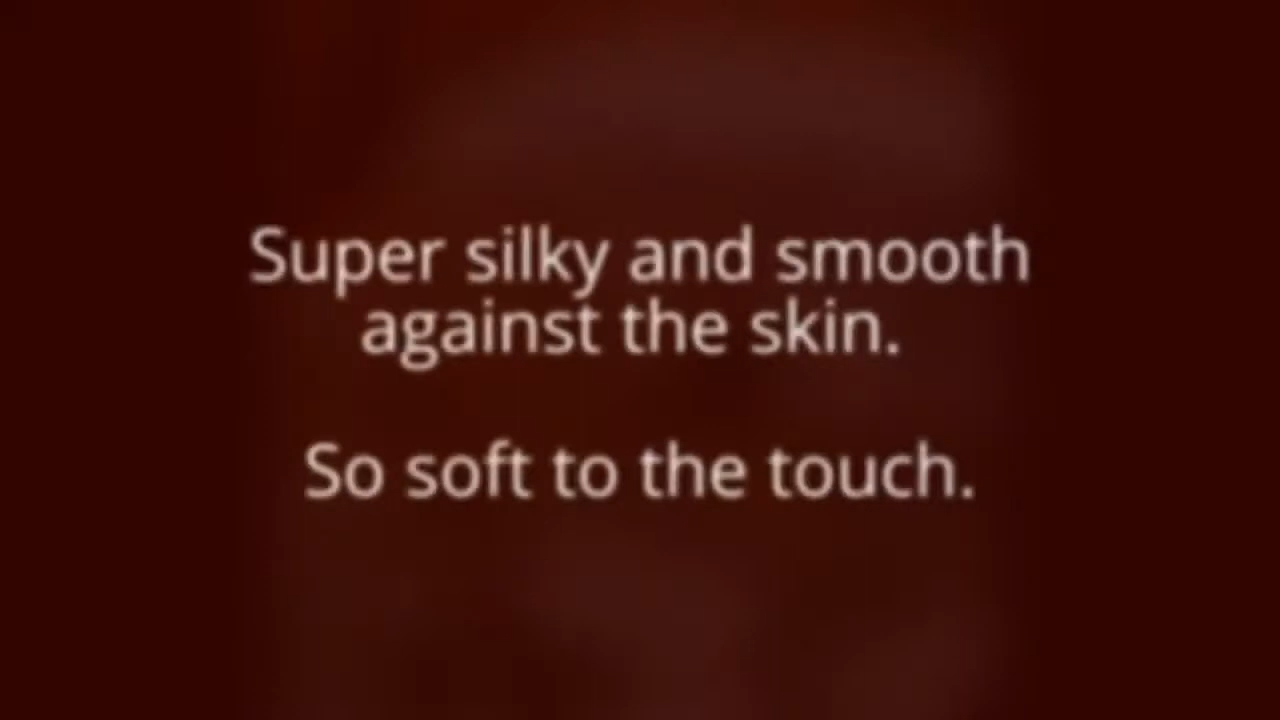 Super silky and smooth
against the skin.
So soft to the touch.